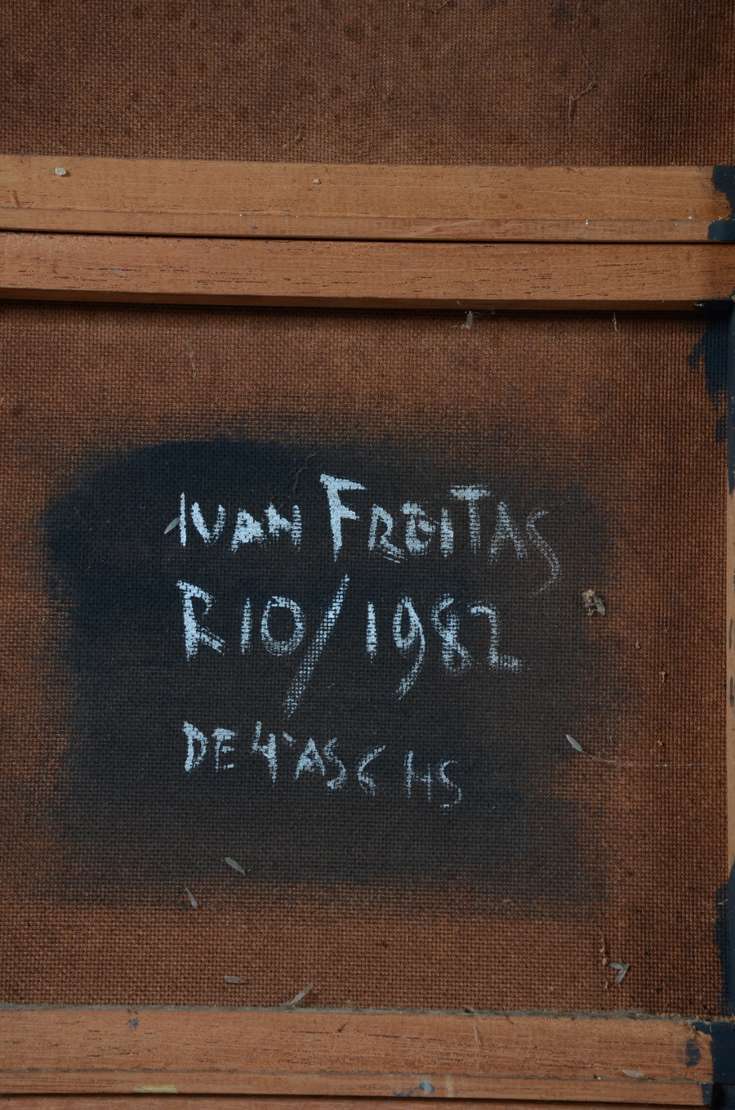 IVAN FREITAS
RIO/1982
DE 4 AS 6 HS